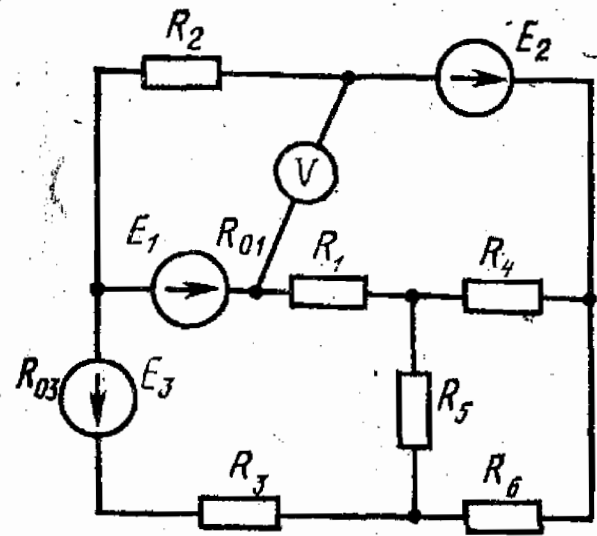 R₂
E₂
V
E₁
R₀₁
R₁
R₄
R₀₃
E₃
R₅
R₃
R₆